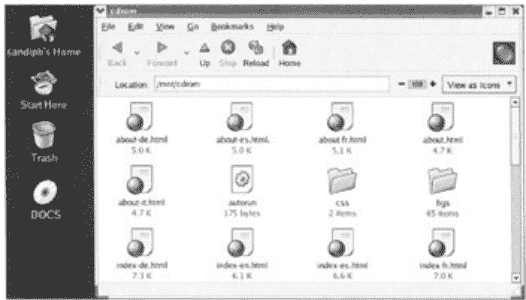 cdrom
File Edit View Go Bookmarks Help
Back Forward Up Stop Reload Home
Location: /mnt/cdrom 100 View as Icons
sandipb's Home
Start Here
Trash
DOCS
about-de.html about-es.html about-fr.html about.html
5.0 K 5.0 K 5.1 K 4.7 K
about-it.html autorun css figs
4.7 K 175 bytes 2 items 65 items
index-de.html index-en.html index-es.html index-fr.html
7.3 K 6.1 K 6.6 K 7.0 K